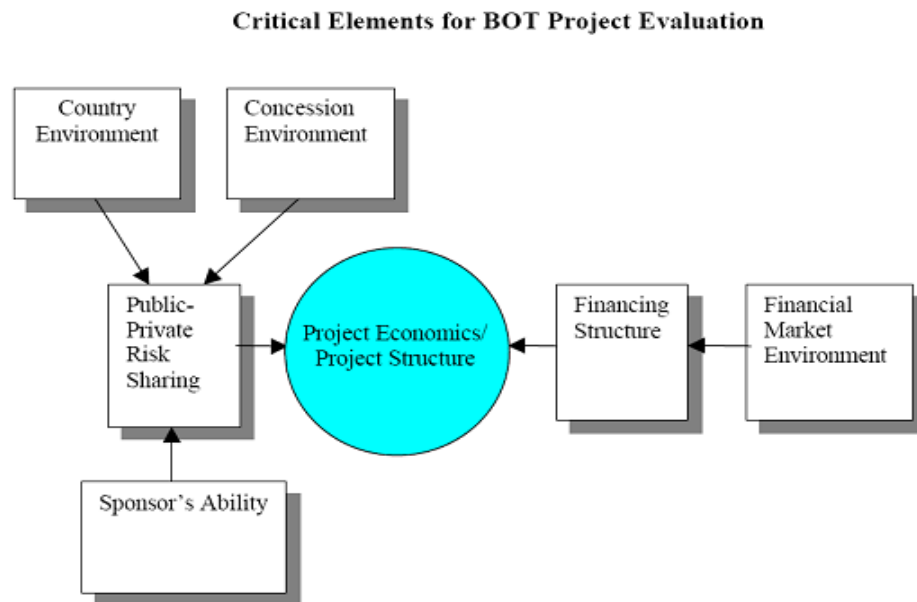 Critical Elements for BOT Project Evaluation
Country
Environment
Concession
Environment
Public-
Private
Risk
Sharing
Project Economics/
Project Structure
Financing
Structure
Financial
Market
Environment
Sponsor's Ability